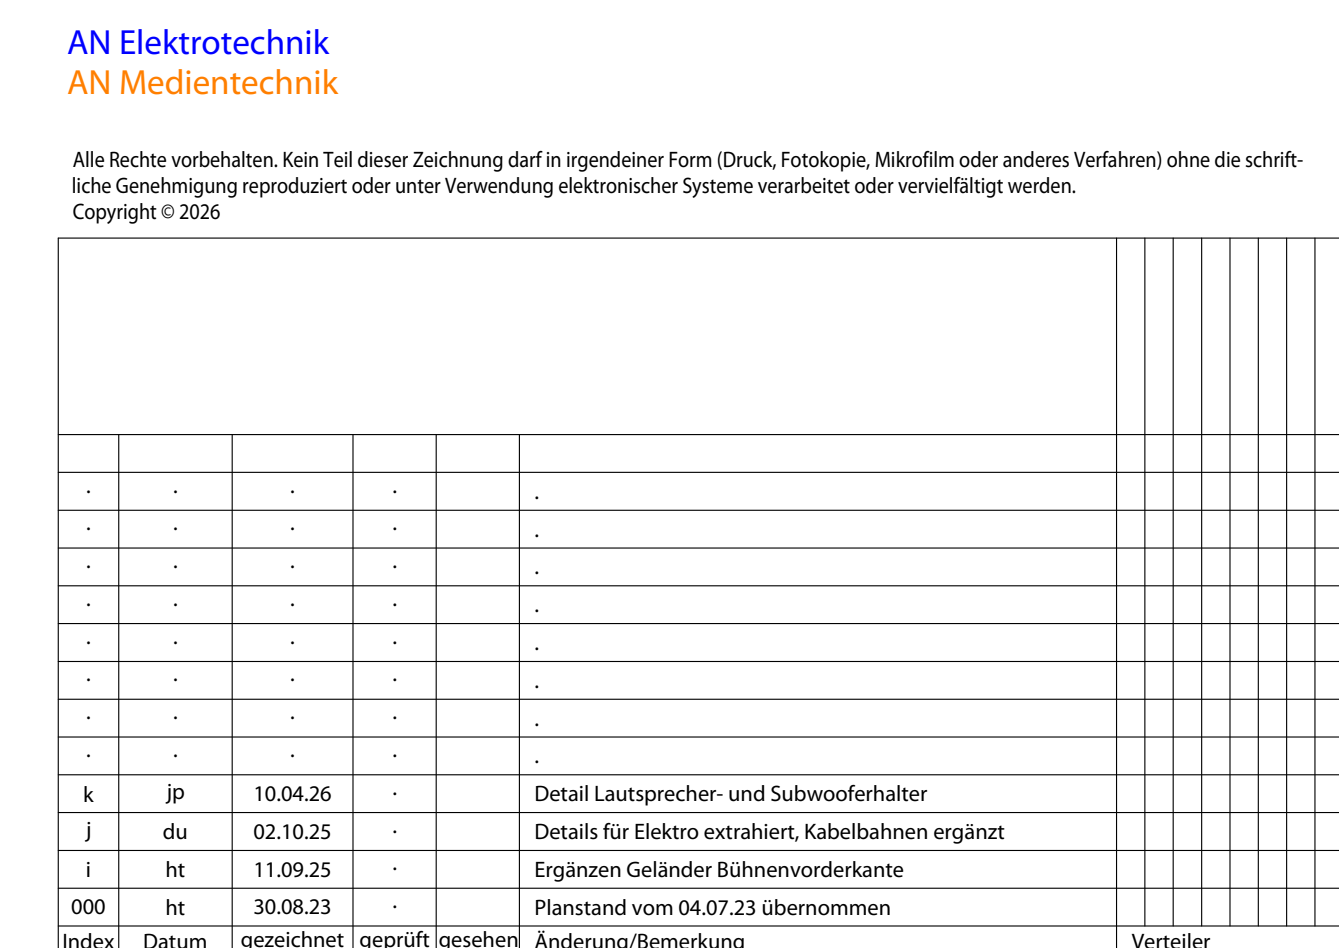 AN Elektrotechnik
AN Medientechnik
Alle Rechte vorbehalten. Kein Teil dieser Zeichnung darf in irgendeiner Form (Druck, Fotokopie, Mikrofilm oder anderes Verfahren) ohne die schrift-
liche Genehmigung reproduziert oder unter Verwendung elektronischer Systeme verarbeitet oder vervielfältigt werden.
Copyright © 2026
. . . . .
. . . . .
. . . . .
. . . . .
. . . . .
. . . . .
. . . . .
. . . . .
k jp 10.04.26 . Detail Lautsprecher- und Subwooferhalter
j du 02.10.25 . Details für Elektro extrahiert, Kabelbahnen ergänzt
i ht 11.09.25 . Ergänzen Geländer Bühnenvorderkante
000 ht 30.08.23 . Planstand vom 04.07.23 übernommen
Index Datum gezeichnet geprüft gesehen Änderung/Bemerkung Verteiler